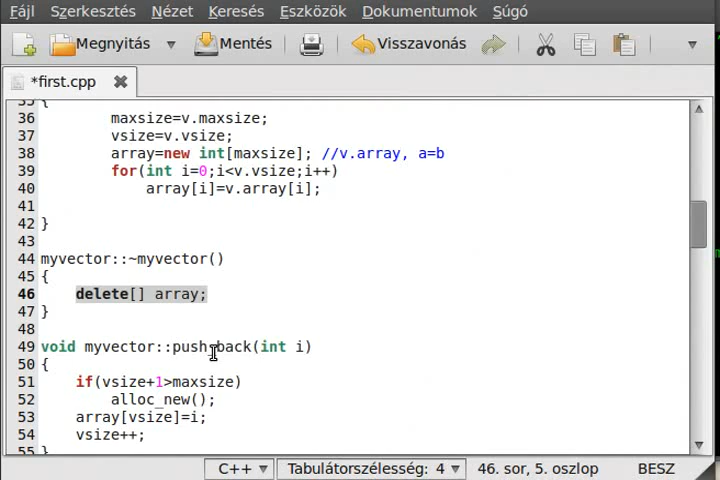 Fájl Szerkesztés Nézet Keresés Eszközök Dokumentumok Súgó
Megnyitás Mentés Visszavonás
*first.cpp
35 {
36 maxsize=v.maxsize;
37 vsize=v.vsize;
38 array=new int[maxsize]; //v.array, a=b
39 for(int i=0;i<v.vsize;i++)
40 array[i]=v.array[i];
41
42 }
43
44 myvector::~myvector()
45 {
46 delete[] array;
47 }
48
49 void myvector::push_back(int i)
50 {
51 if(vsize+1>maxsize)
52 alloc_new();
53 array[vsize]=i;
54 vsize++;
55 }
C++ Tabulátorszélesség: 4 46. sor, 5. oszlop BESZ